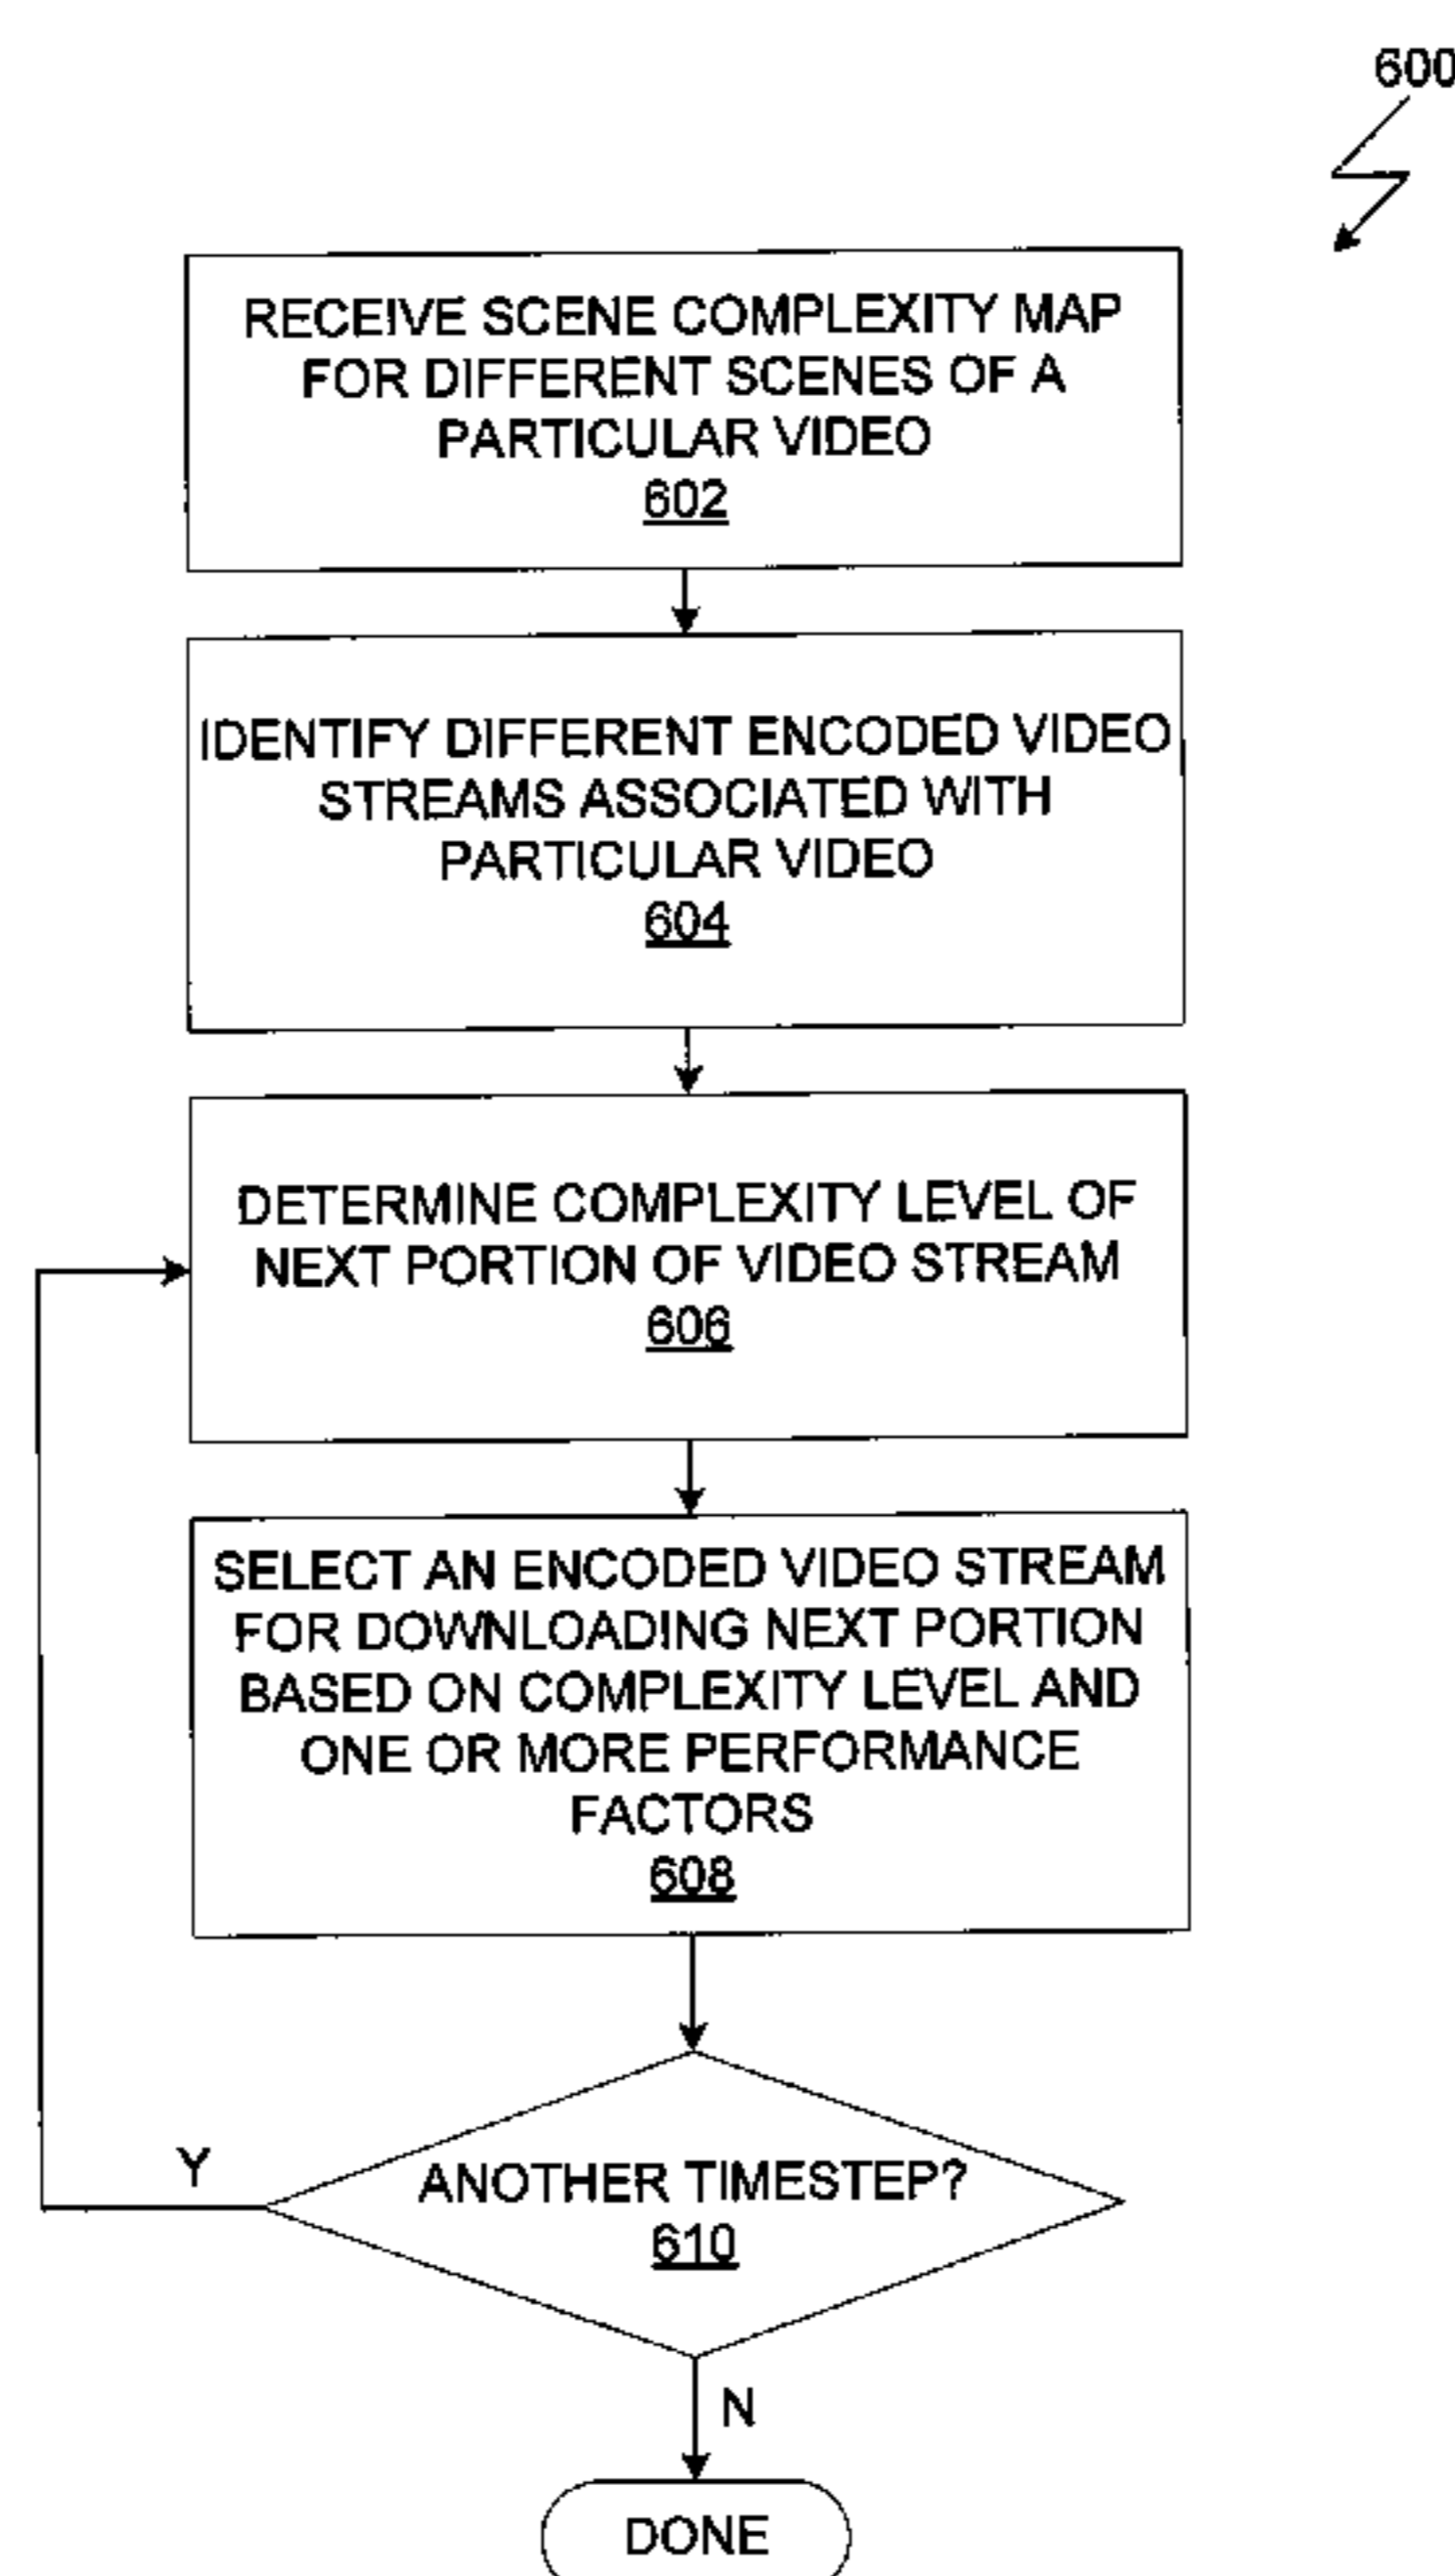 600
RECEIVE SCENE COMPLEXITY MAP
FOR DIFFERENT SCENES OF A
PARTICULAR VIDEO
602
IDENTIFY DIFFERENT ENCODED VIDEO
STREAMS ASSOCIATED WITH
PARTICULAR VIDEO
604
DETERMINE COMPLEXITY LEVEL OF
NEXT PORTION OF VIDEO STREAM
606
SELECT AN ENCODED VIDEO STREAM
FOR DOWNLOADING NEXT PORTION
BASED ON COMPLEXITY LEVEL AND
ONE OR MORE PERFORMANCE
FACTORS
608
Y
ANOTHER TIMESTEP?
610
N
DONE